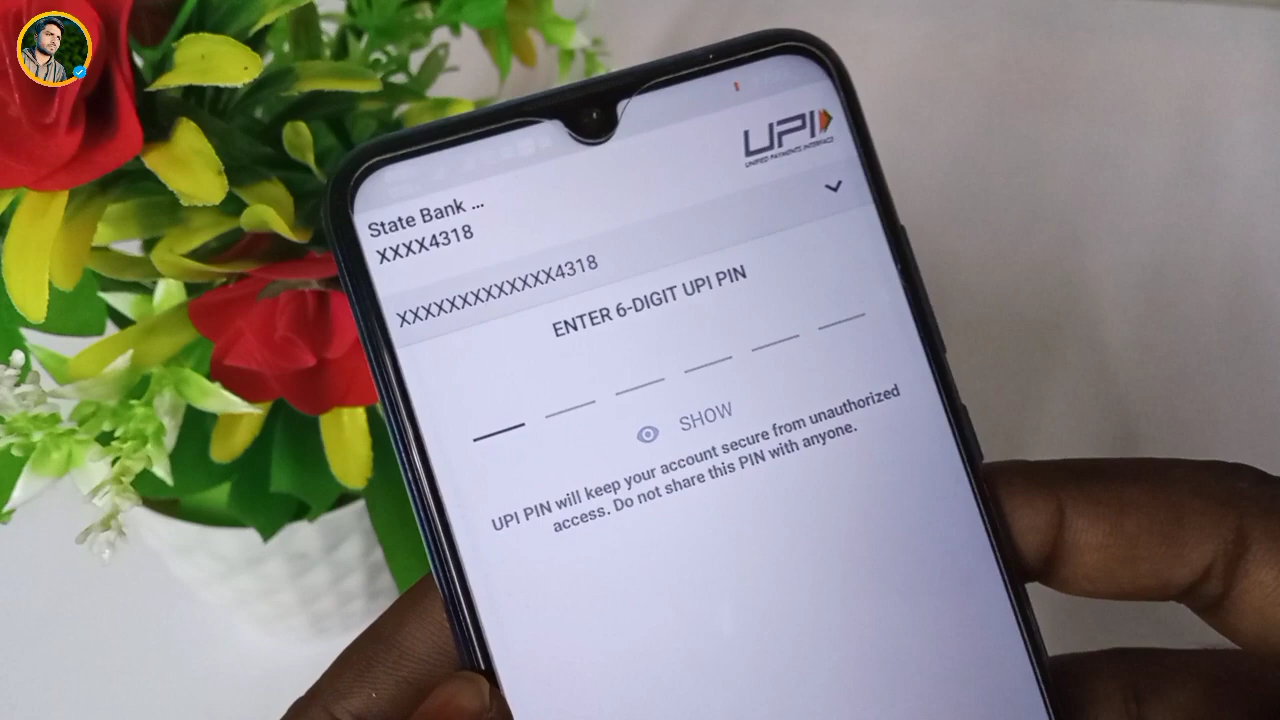 UPI
UNIFIED PAYMENTS INTERFACE
State Bank ...
XXXX4318
XXXXXXXXXXXX4318
ENTER 6-DIGIT UPI PIN
SHOW
UPI PIN will keep your account secure from unauthorized
access. Do not share this PIN with anyone.